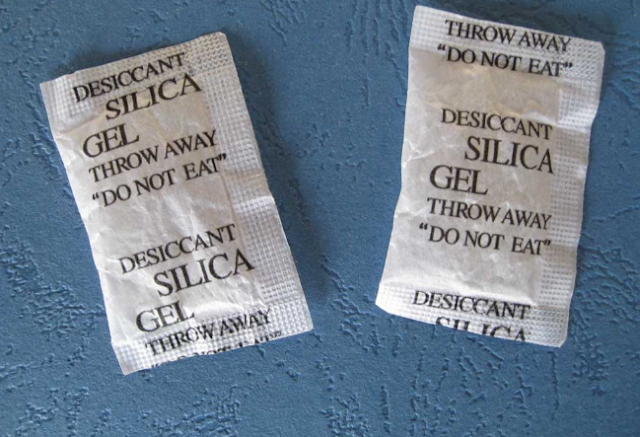 DESICCANT
SILICA
GEL
THROW AWAY
“DO NOT EAT”
DESICCANT
SILICA
GEL
THROW AWAY
THROW AWAY
“DO NOT EAT”
DESICCANT
SILICA
GEL
THROW AWAY
“DO NOT EAT”
DESICCANT
SILICA